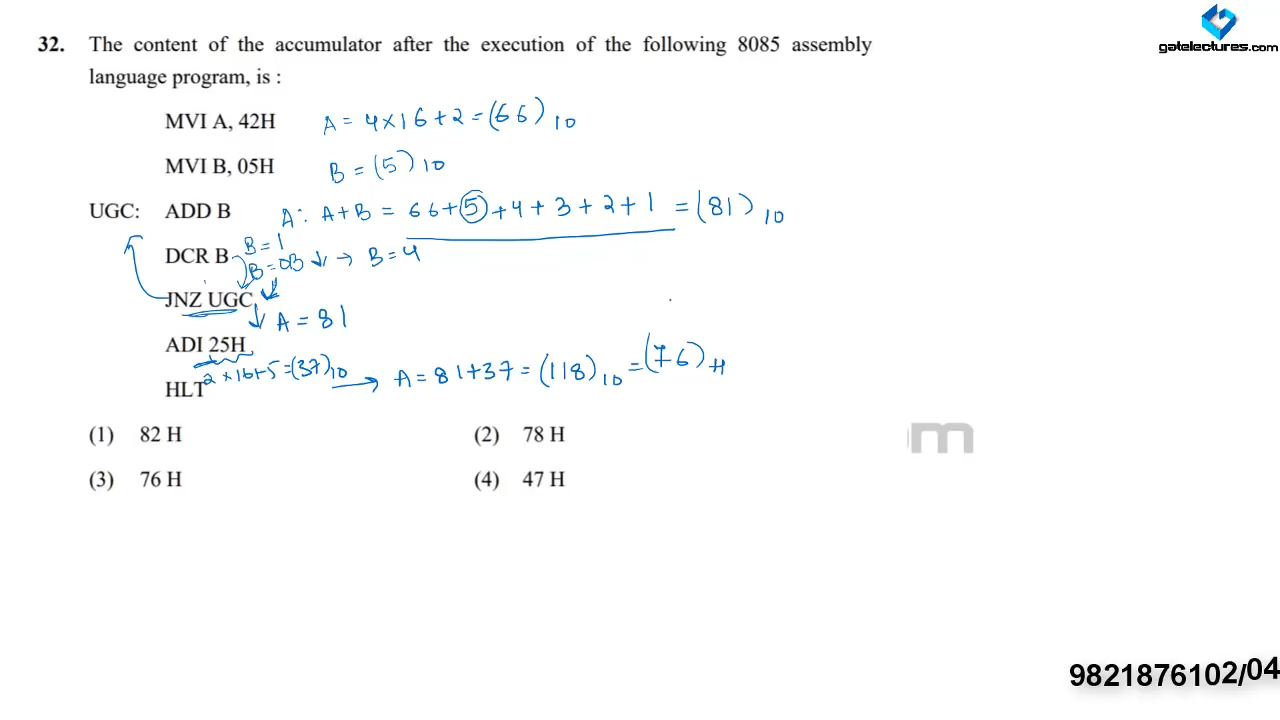 gatelectures.com
32. The content of the accumulator after the execution of the following 8085 assembly
language program, is :
MVI A, 42H A = 4×16+2 = (66)10
MVI B, 05H B = (5)10
UGC: ADD B A: A+B = 66+5+4+3+2+1 = (81)10
B=1
DCR B B=0 B↓ → B=4
JNZ UGC
↓ A = 81
ADI 25H
2×16+5=(37)10 → A = 81+37 = (118)10 = (76)H
HLT
(1) 82 H (2) 78 H
m
(3) 76 H (4) 47 H
9821876102/04